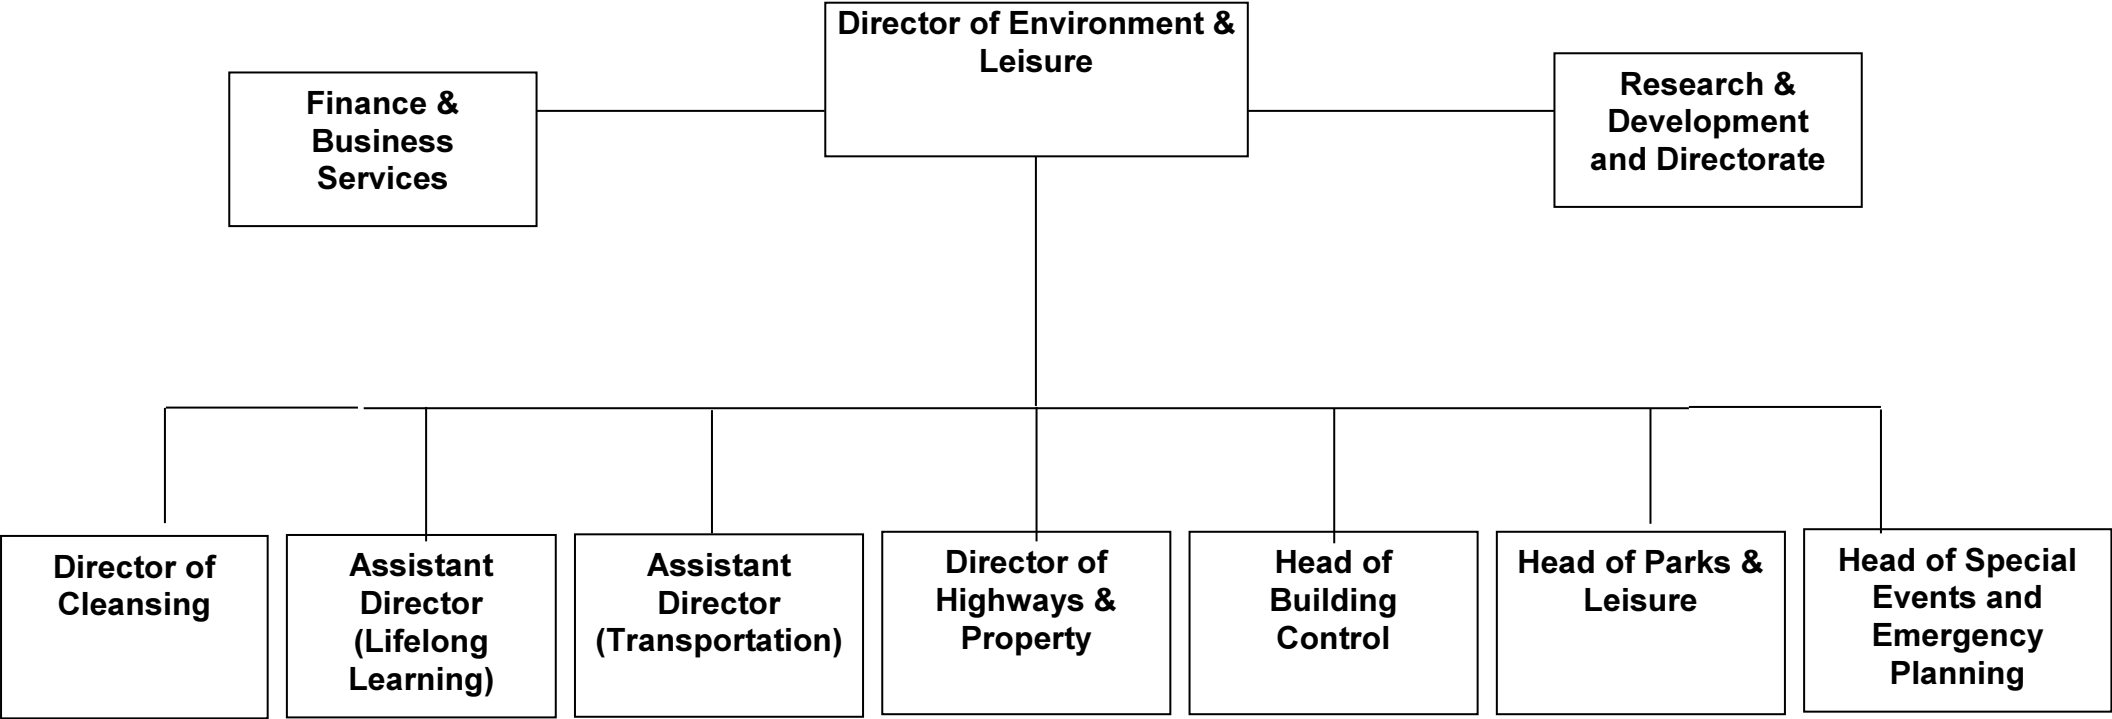 Director of Environment &
Leisure
Finance &
Business
Services
Research &
Development
and Directorate
Director of
Cleansing
Assistant
Director
(Lifelong
Learning)
Assistant
Director
(Transportation)
Director of
Highways &
Property
Head of
Building
Control
Head of Parks &
Leisure
Head of Special
Events and
Emergency
Planning